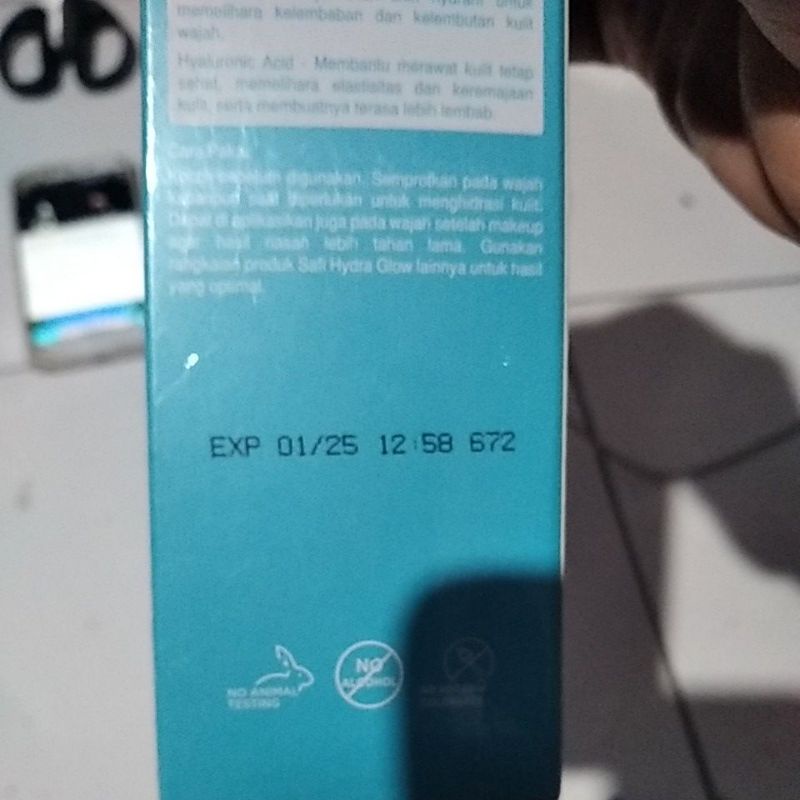 memelihara kelembaban dan kelembutan kulit
wajah.
Hyaluronic Acid - Membantu merawat kulit tetap
sehat, memelihara elastisitas dan keremajaan
kulit, serta membuatnya terasa lebih lembab.
Cara Pakai:
Kocok sebelum digunakan. Semprotkan pada wajah
kapanpun saat diperlukan untuk menghidrasi kulit.
Dapat di aplikasikan juga pada wajah setelah makeup
agar hasil riasan lebih tahan lama. Gunakan
rangkaian produk Safi Hydra Glow lainnya untuk hasil
yang optimal.
EXP 01/25 12:58 672
NO ANIMAL
TESTING
NO
ALCOHOL